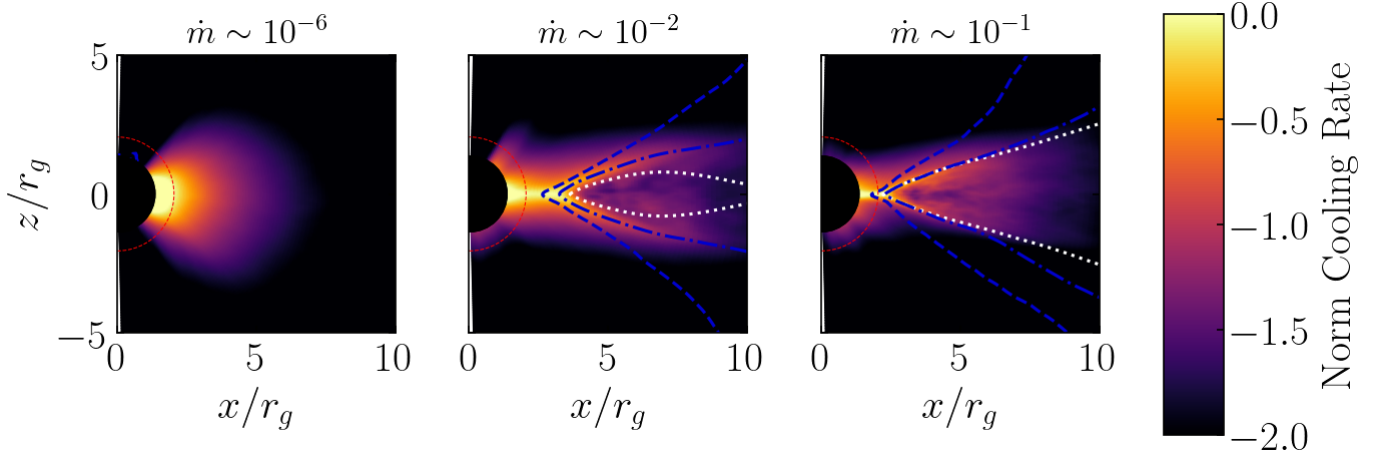 ṁ ~ 10⁻⁶
ṁ ~ 10⁻²
ṁ ~ 10⁻¹
5
0
−5
z/r_g
0 5 10
0 5 10
0 5 10
x/r_g
x/r_g
x/r_g
0.0
−0.5
−1.0
−1.5
−2.0
Norm Cooling Rate